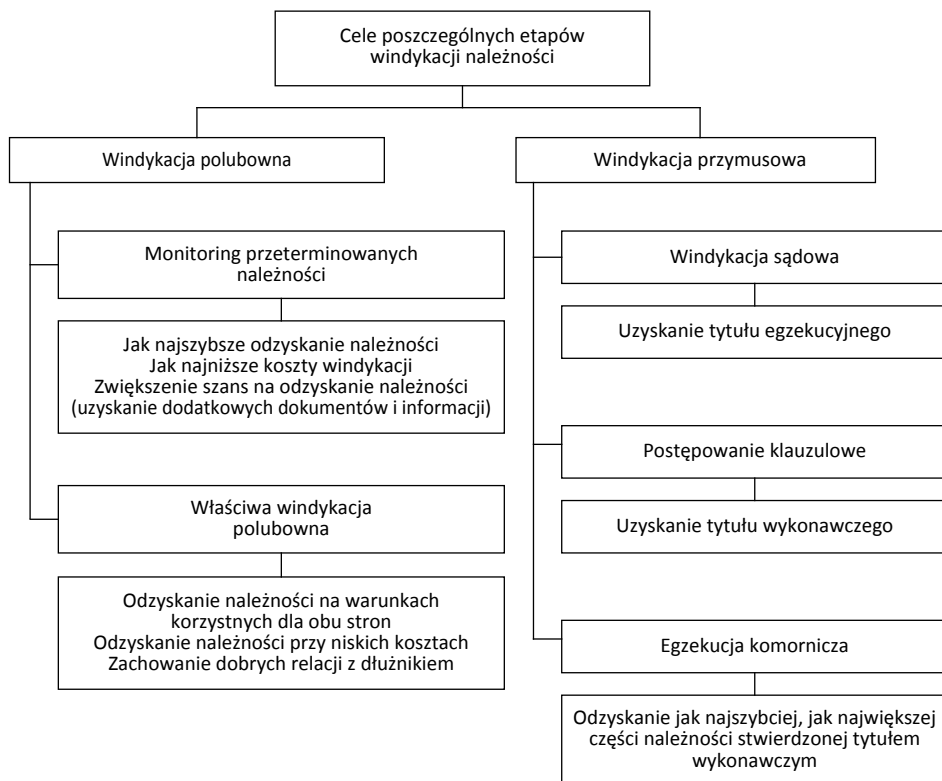 Cele poszczególnych etapów
windykacji należności
Windykacja polubowna
Monitoring przeterminowanych
należności
Jak najszybsze odzyskanie należności
Jak najniższe koszty windykacji
Zwiększenie szans na odzyskanie należności
(uzyskanie dodatkowych dokumentów i informacji)
Właściwa windykacja
polubowna
Odzyskanie należności na warunkach
korzystnych dla obu stron
Odzyskanie należności przy niskich kosztach
Zachowanie dobrych relacji z dłużnikiem
Windykacja przymusowa
Windykacja sądowa
Uzyskanie tytułu egzekucyjnego
Postępowanie klauzulowe
Uzyskanie tytułu wykonawczego
Egzekucja komornicza
Odzyskanie jak najszybciej, jak największej
części należności stwierdzonej tytułem
wykonawczym